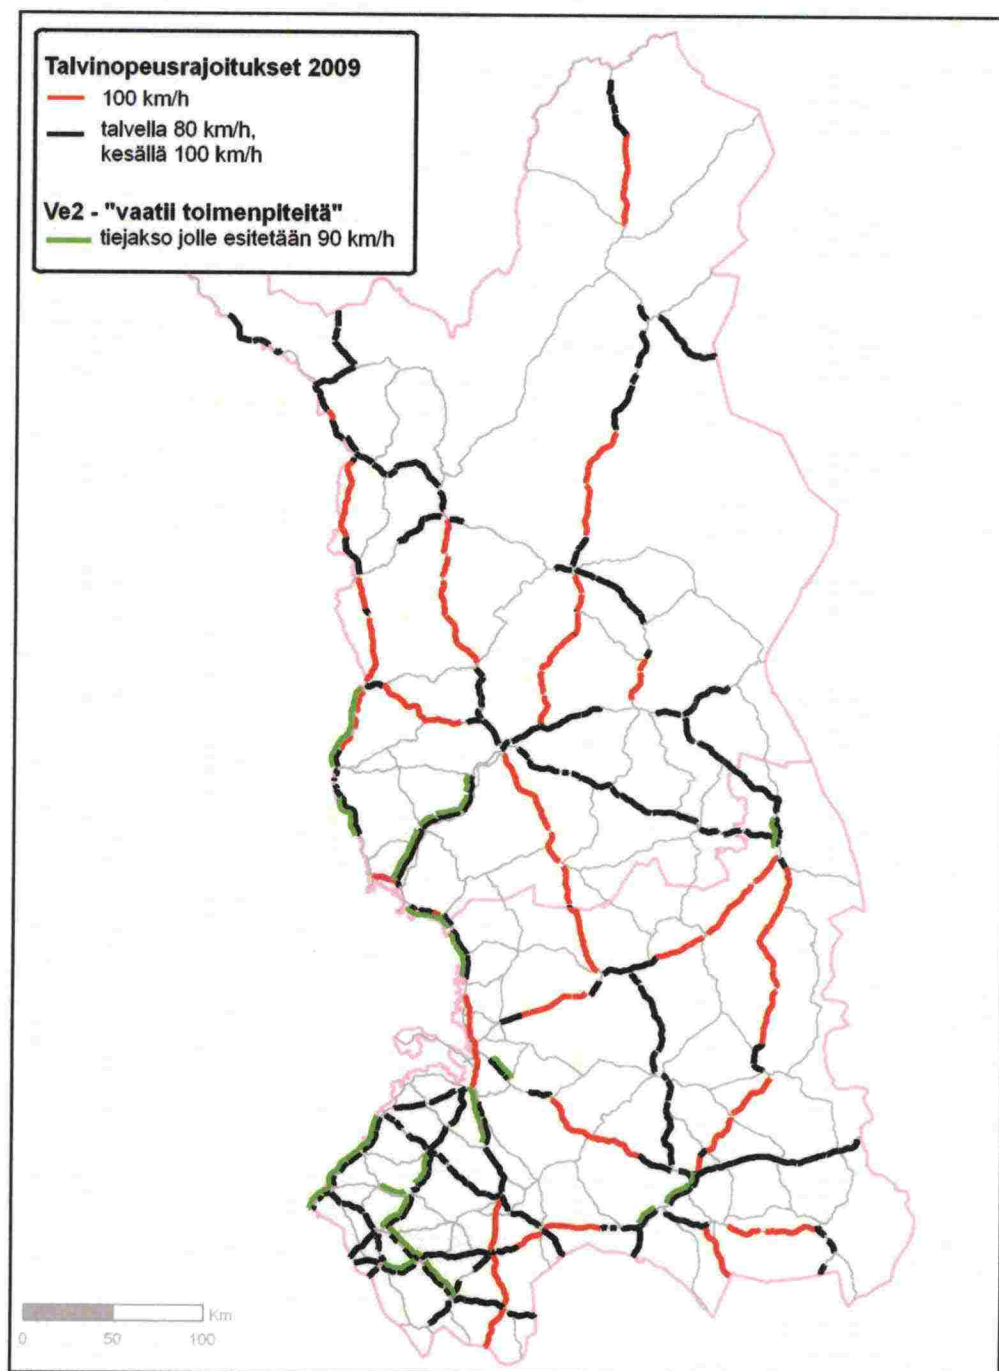 Talvinopeusrajoitukset 2009
100 km/h
talvella 80 km/h,
kesällä 100 km/h
Ve2 - "vaatii toimenpiteitä"
tiejakso jolle esitetään 90 km/h
Km
0 50 100